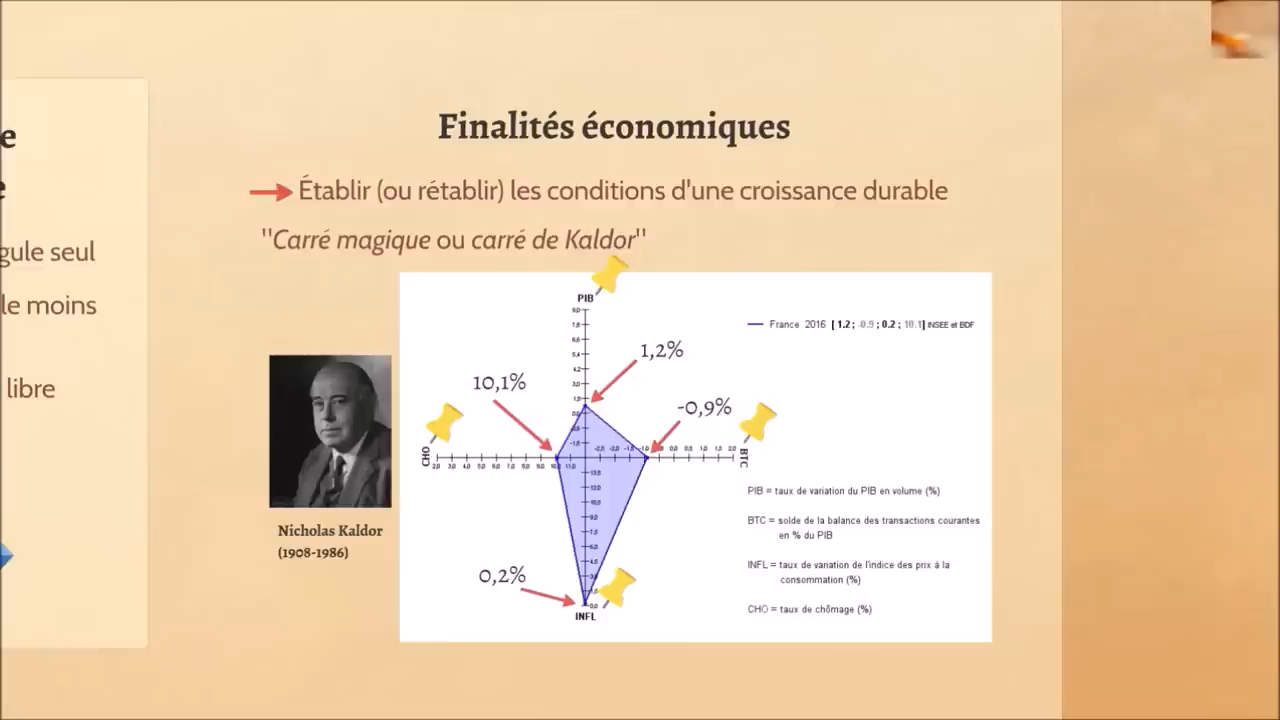 e
e
gule seul
le moins
libre
Finalités économiques
Établir (ou rétablir) les conditions d'une croissance durable
"Carré magique ou carré de Kaldor"
Nicholas Kaldor
(1908-1986)
PIB
9,0
1,2%
10,1%
-0,9%
0,2%
CHO
BTC
INFL
France 2016 [ 1.2 ; -0.9 ; 0.2 ; 10.1] INSEE et BDF
PIB = taux de variation du PIB en volume (%)
BTC = solde de la balance des transactions courantes
en % du PIB
INFL = taux de variation de l'indice des prix à la
consommation (%)
CHO = taux de chômage (%)